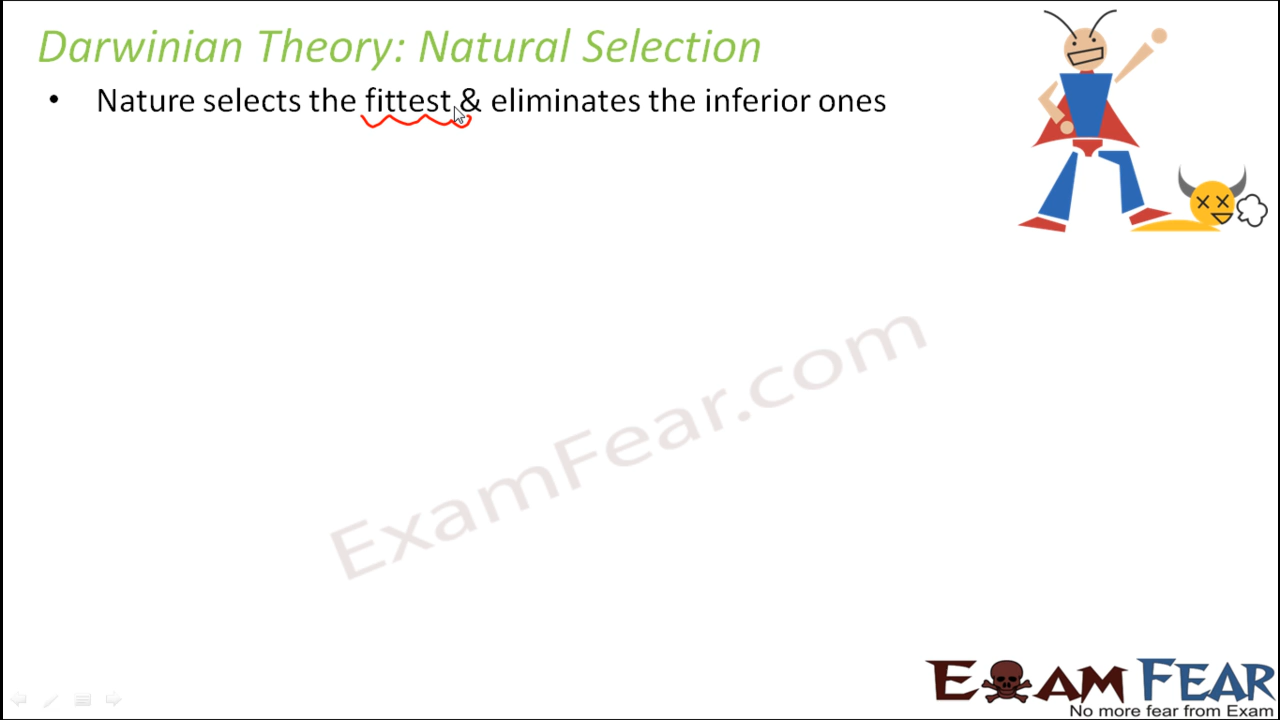 Darwinian Theory: Natural Selection
• Nature selects the fittest & eliminates the inferior ones
ExamFear.com
EXAM FEAR
No more fear from Exam